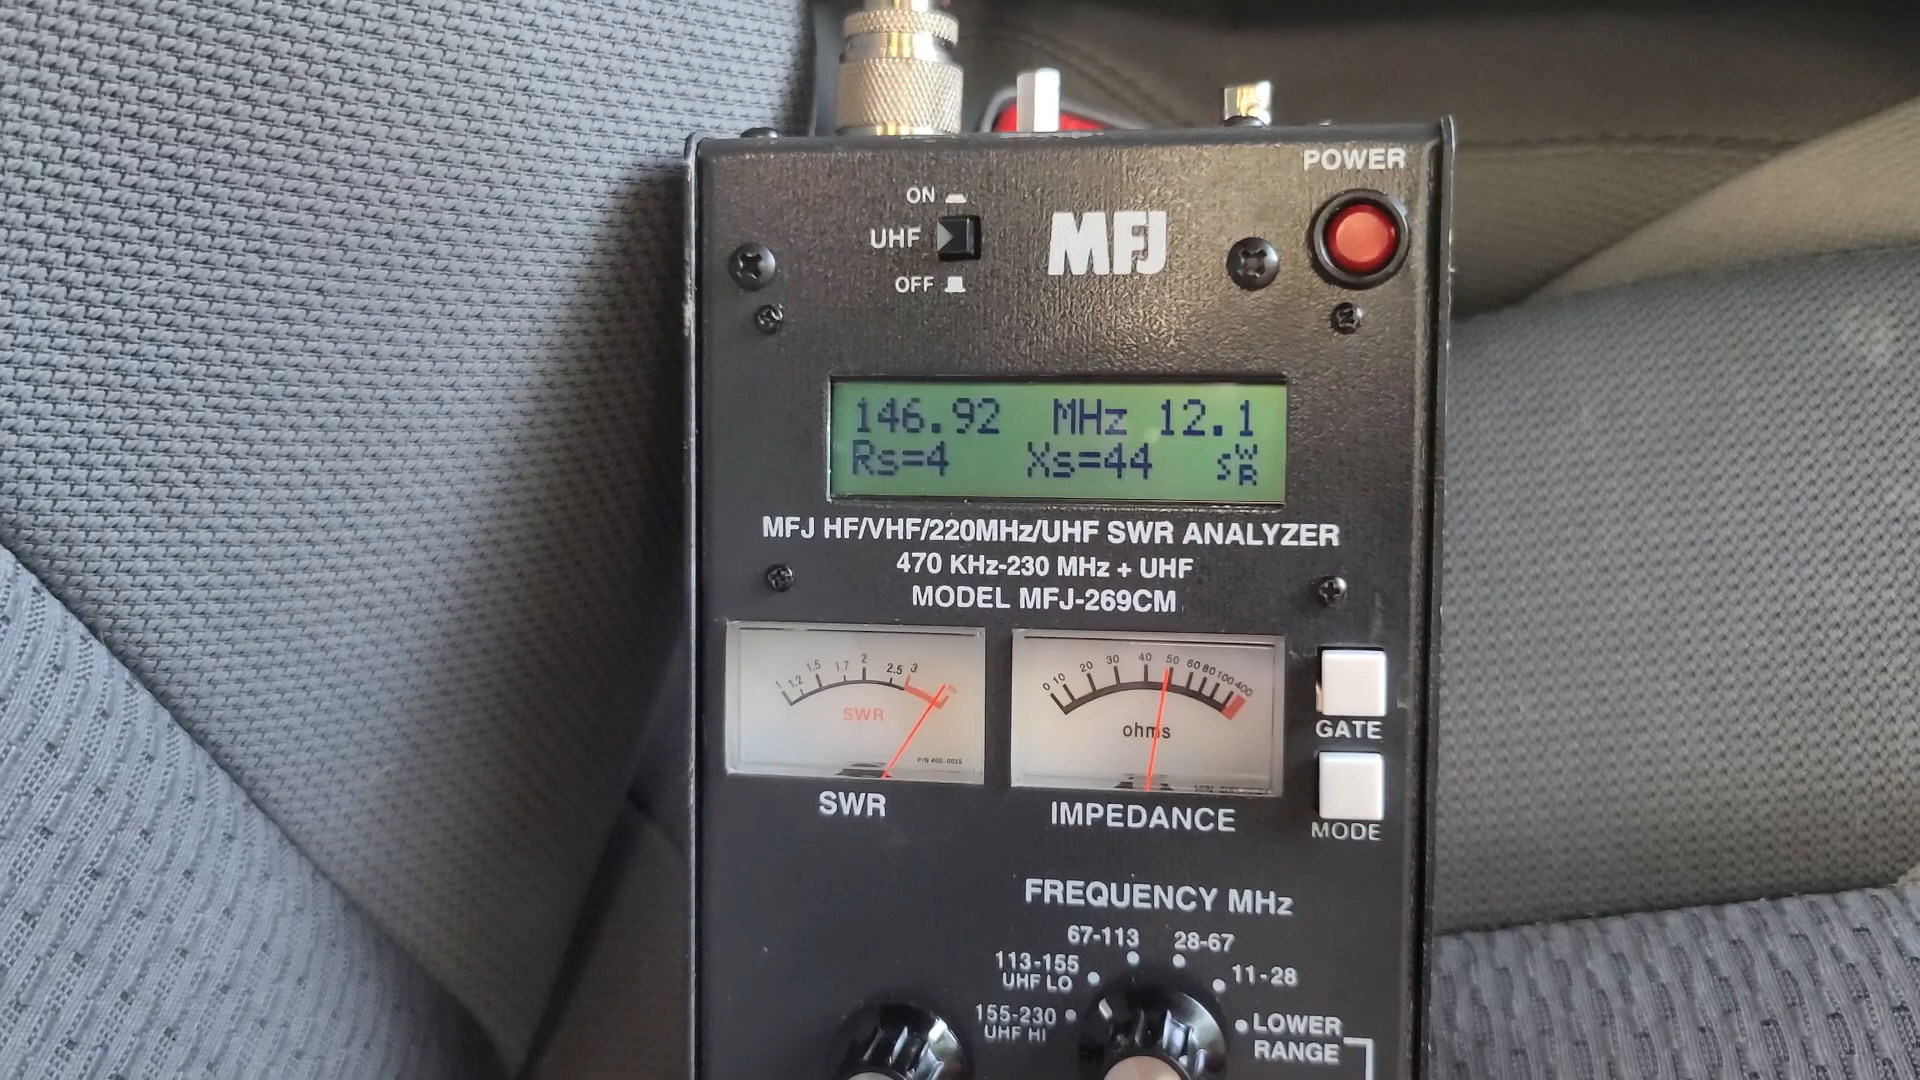 POWER
ON
UHF
OFF
MFJ
146.92 MHz 12.1
Rs=4 Xs=44 SWR
MFJ HF/VHF/220MHz/UHF SWR ANALYZER
470 KHz-230 MHz + UHF
MODEL MFJ-269CM
1 1.2 1.5 1.7 2 2.5 3
SWR
SWR
0 10 20 30 40 50 60 80 100 400
ohms
IMPEDANCE
GATE
MODE
FREQUENCY MHz
67-113
28-67
113-155
UHF LO
11-28
155-230
UHF HI
LOWER
RANGE